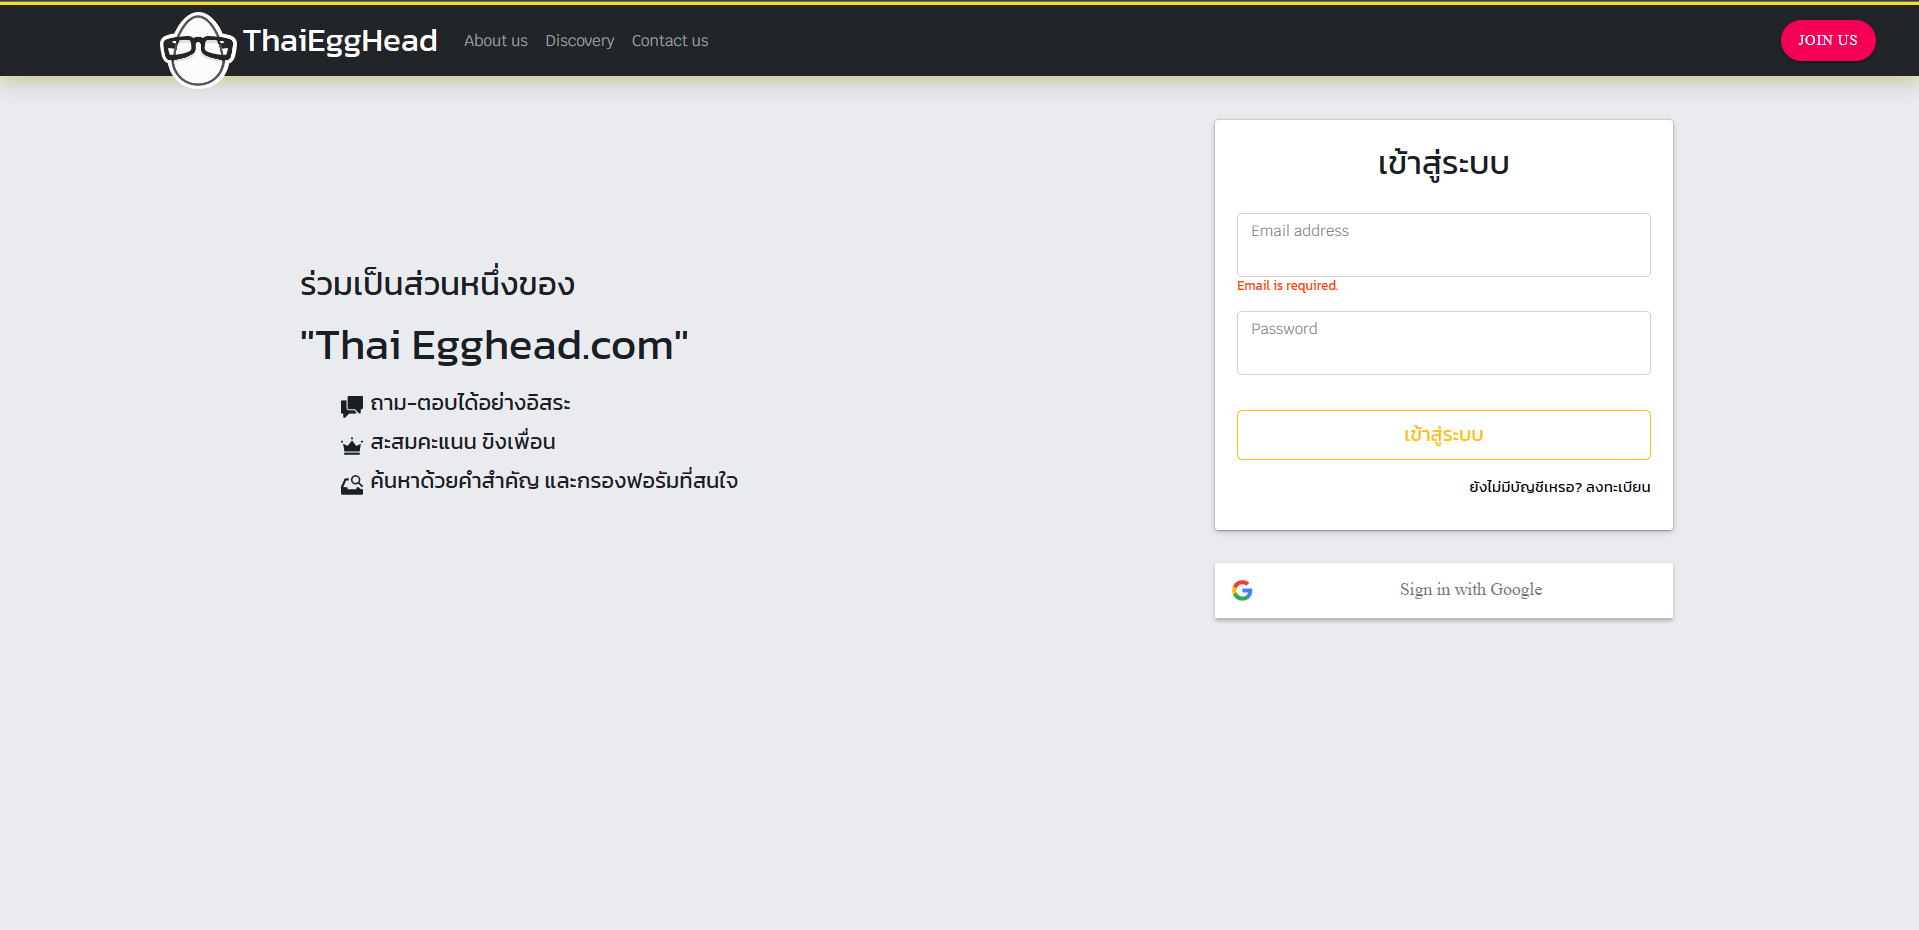 ThaiEggHead About us Discovery Contact us JOIN US
ร่วมเป็นส่วนหนึ่งของ
"Thai Egghead.com"
ถาม-ตอบได้อย่างอิสระ
สะสมคะแนน ขิงเพื่อน
ค้นหาด้วยคำสำคัญ และกรองฟอรัมที่สนใจ
เข้าสู่ระบบ
Email address
Email is required.
Password
เข้าสู่ระบบ
ยังไม่มีบัญชีเหรอ? ลงทะเบียน
Sign in with Google